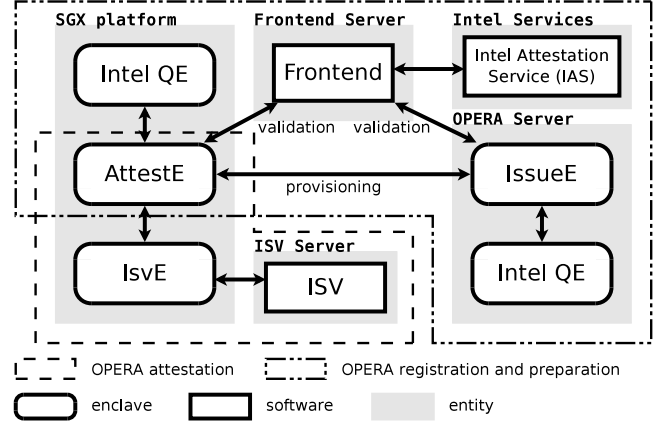 SGX platform
Frontend Server
Intel Services
Intel QE
Frontend
Intel Attestation
Service (IAS)
validation
validation
OPERA Server
AttestE
provisioning
IssueE
ISV Server
IsvE
ISV
Intel QE
OPERA attestation
OPERA registration and preparation
enclave
software
entity